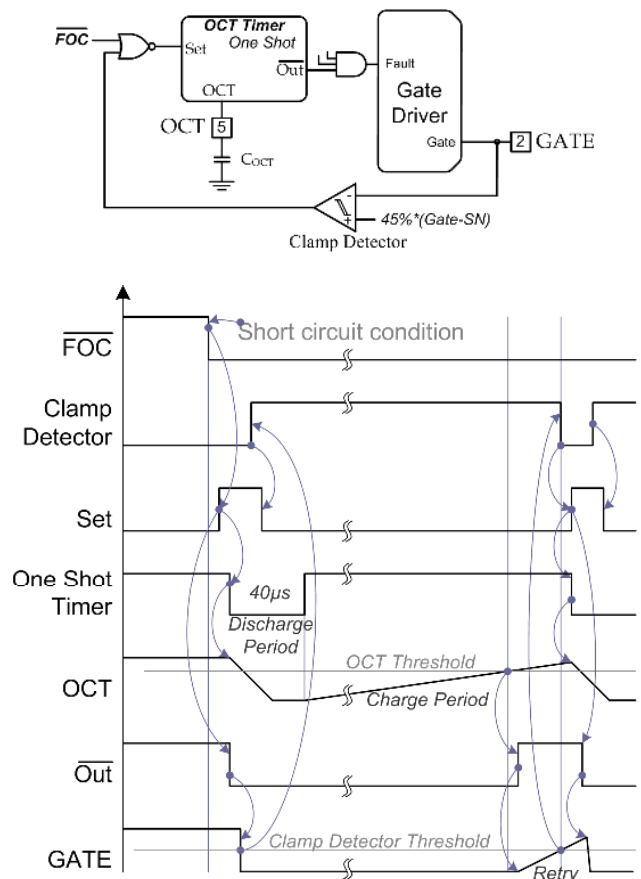 OCT Timer
One Shot
FOC
Set
Out
OCT
OCT 5
COCT
Fault
Gate
Driver
Gate
2 GATE
45%*(Gate-SN)
- 
+
Clamp Detector
Short circuit condition
FOC
Clamp
Detector
Set
One Shot
Timer
40µs
Discharge
Period
OCT Threshold
OCT
Charge Period
Out
Clamp Detector Threshold
GATE
Retry